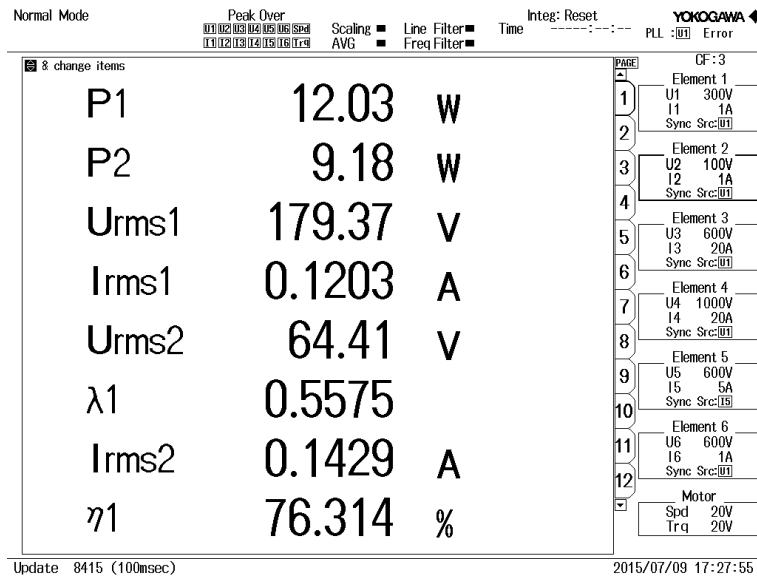 Normal Mode
Peak Over
U1 U2 U3 U4 U5 U6 Spd
I1 I2 I3 I4 I5 I6 Trq
Scaling
AVG
Line Filter
Freq Filter
Integ: Reset
Time -----:--:--
YOKOGAWA
PLL :U1 Error
8 change items
P1 12.03 W
P2 9.18 W
Urms1 179.37 V
Irms1 0.1203 A
Urms2 64.41 V
λ1 0.5575
Irms2 0.1429 A
η1 76.314 %
PAGE
1
2
3
4
5
6
7
8
9
10
11
12
CF:3
Element 1
U1 300V
I1 1A
Sync Src:U1
Element 2
U2 100V
I2 1A
Sync Src:U1
Element 3
U3 600V
I3 20A
Sync Src:U1
Element 4
U4 1000V
I4 20A
Sync Src:U1
Element 5
U5 600V
I5 5A
Sync Src:I5
Element 6
U6 600V
I6 1A
Sync Src:U1
Motor
Spd 20V
Trq 20V
Update 8415 (100msec)
2015/07/09 17:27:55